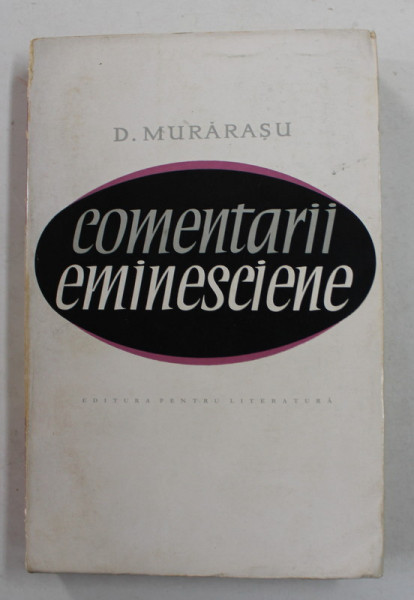 D. MURĂRAȘU
comentarii
eminesciene
EDITURA PENTRU LITERATURĂ